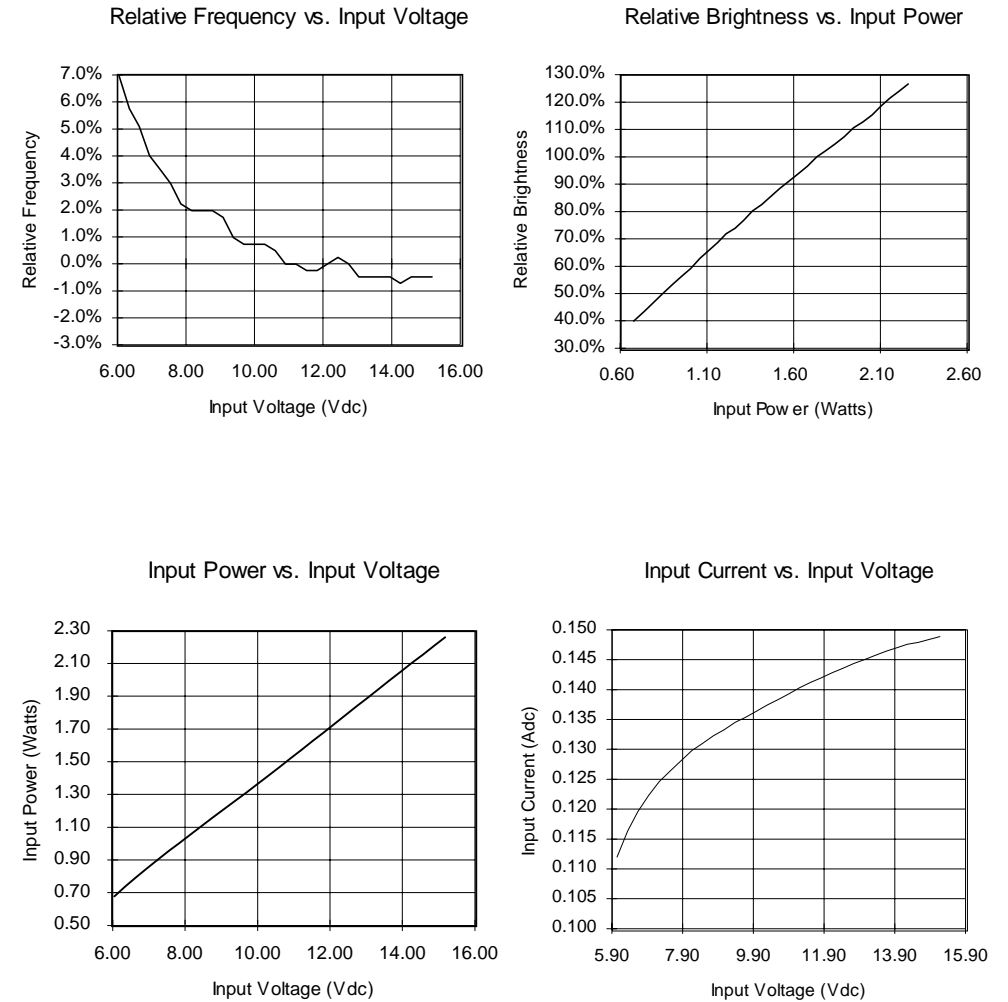 Relative Frequency vs. Input Voltage
7.0%
6.0%
5.0%
4.0%
3.0%
2.0%
1.0%
0.0%
-1.0%
-2.0%
-3.0%
Relative Frequency
6.00 8.00 10.00 12.00 14.00 16.00
Input Voltage (Vdc)
Relative Brightness vs. Input Power
130.0%
120.0%
110.0%
100.0%
90.0%
80.0%
70.0%
60.0%
50.0%
40.0%
30.0%
Relative Brightness
0.60 1.10 1.60 2.10 2.60
Input Power (Watts)
Input Power vs. Input Voltage
2.30
2.10
1.90
1.70
1.50
1.30
1.10
0.90
0.70
0.50
Input Power (Watts)
6.00 8.00 10.00 12.00 14.00 16.00
Input Voltage (Vdc)
Input Current vs. Input Voltage
0.150
0.145
0.140
0.135
0.130
0.125
0.120
0.115
0.110
0.105
0.100
Input Current (Adc)
5.90 7.90 9.90 11.90 13.90 15.90
Input Voltage (Vdc)